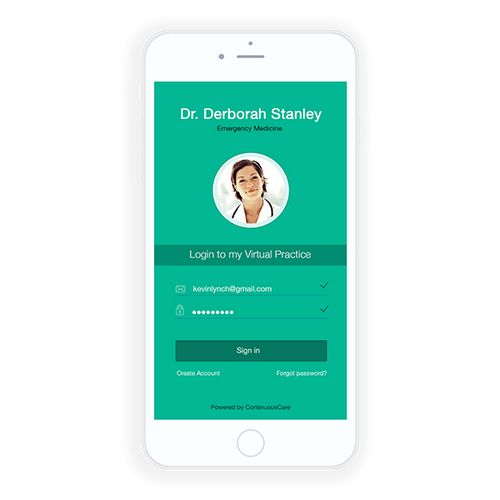 Dr. Derborah Stanley
Emergency Medicine
Login to my Virtual Practice
kevinlynch@gmail.com
Sign in
Create Account Forgot password?
Powered by ContinuousCare